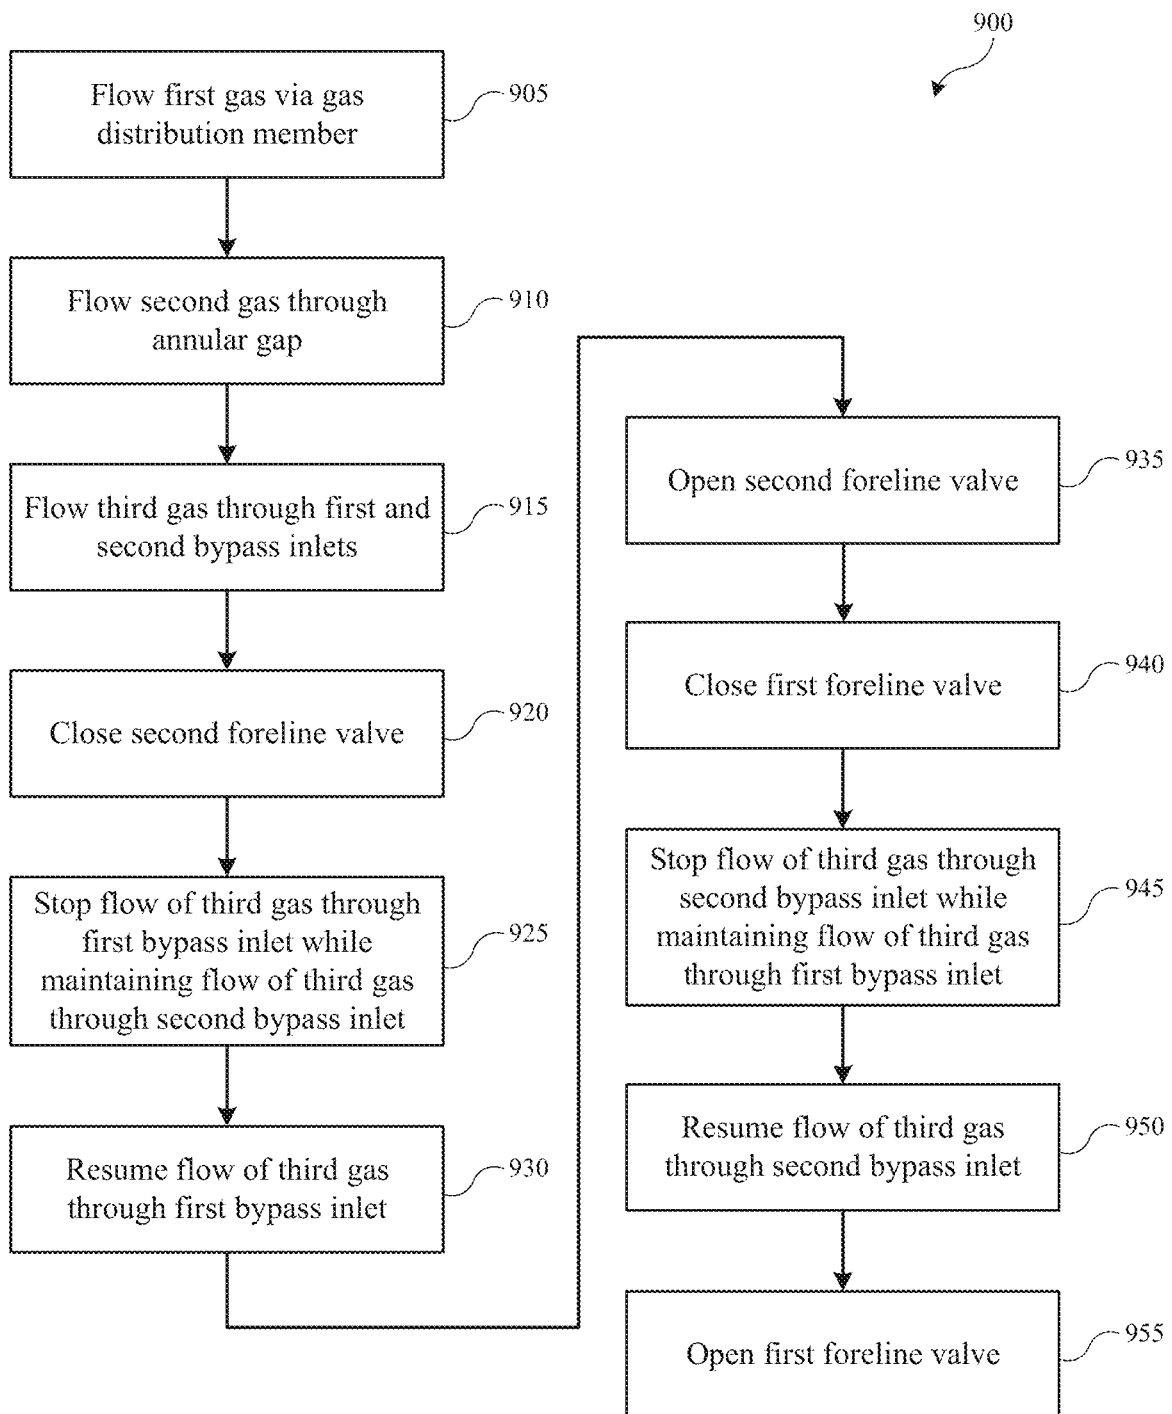 900
Flow first gas via gas
distribution member
905
Flow second gas through
annular gap
910
Flow third gas through first and
second bypass inlets
915
Close second foreline valve
920
Stop flow of third gas through
first bypass inlet while
maintaining flow of third gas
through second bypass inlet
925
Resume flow of third gas
through first bypass inlet
930
Open second foreline valve
935
Close first foreline valve
940
Stop flow of third gas through
second bypass inlet while
maintaining flow of third gas
through first bypass inlet
945
Resume flow of third gas
through second bypass inlet
950
Open first foreline valve
955